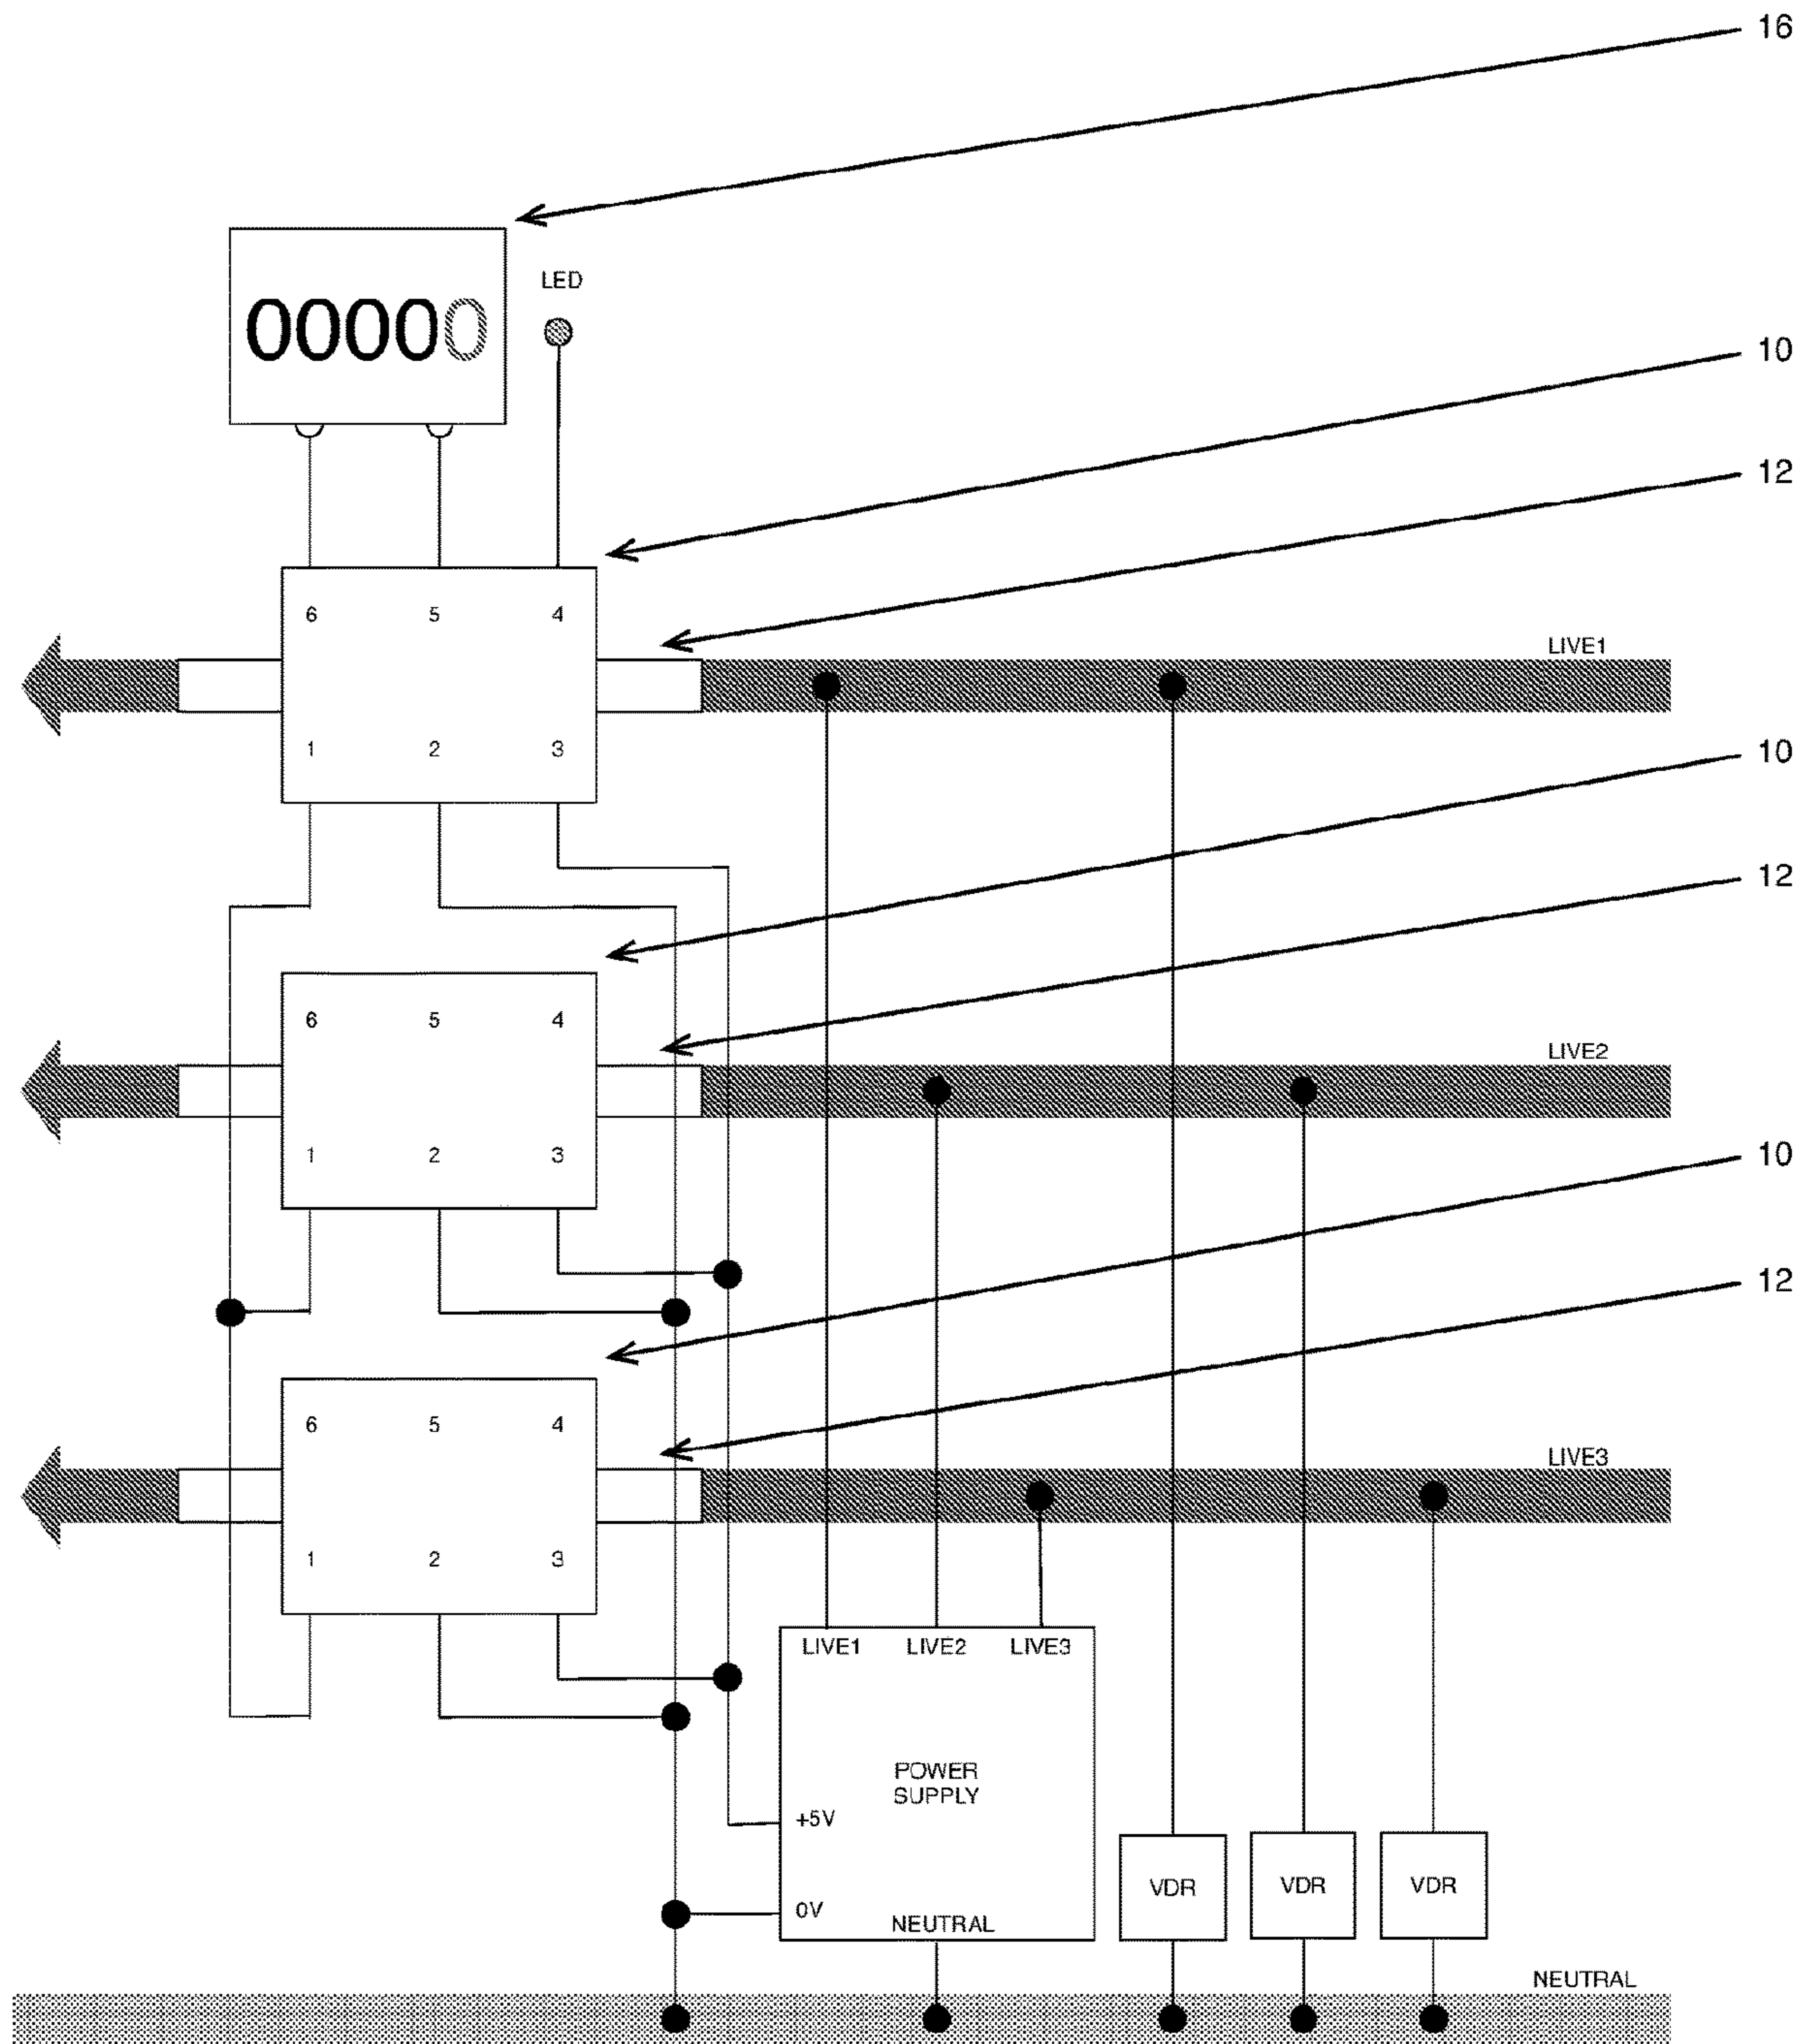 16
LED
00000
10
12
6 5 4
LIVE1
1 2 3
10
12
6 5 4
LIVE2
1 2 3
10
12
6 5 4
LIVE3
1 2 3
LIVE1 LIVE2 LIVE3
POWER
SUPPLY
+5V
0V
NEUTRAL
VDR VDR VDR
NEUTRAL